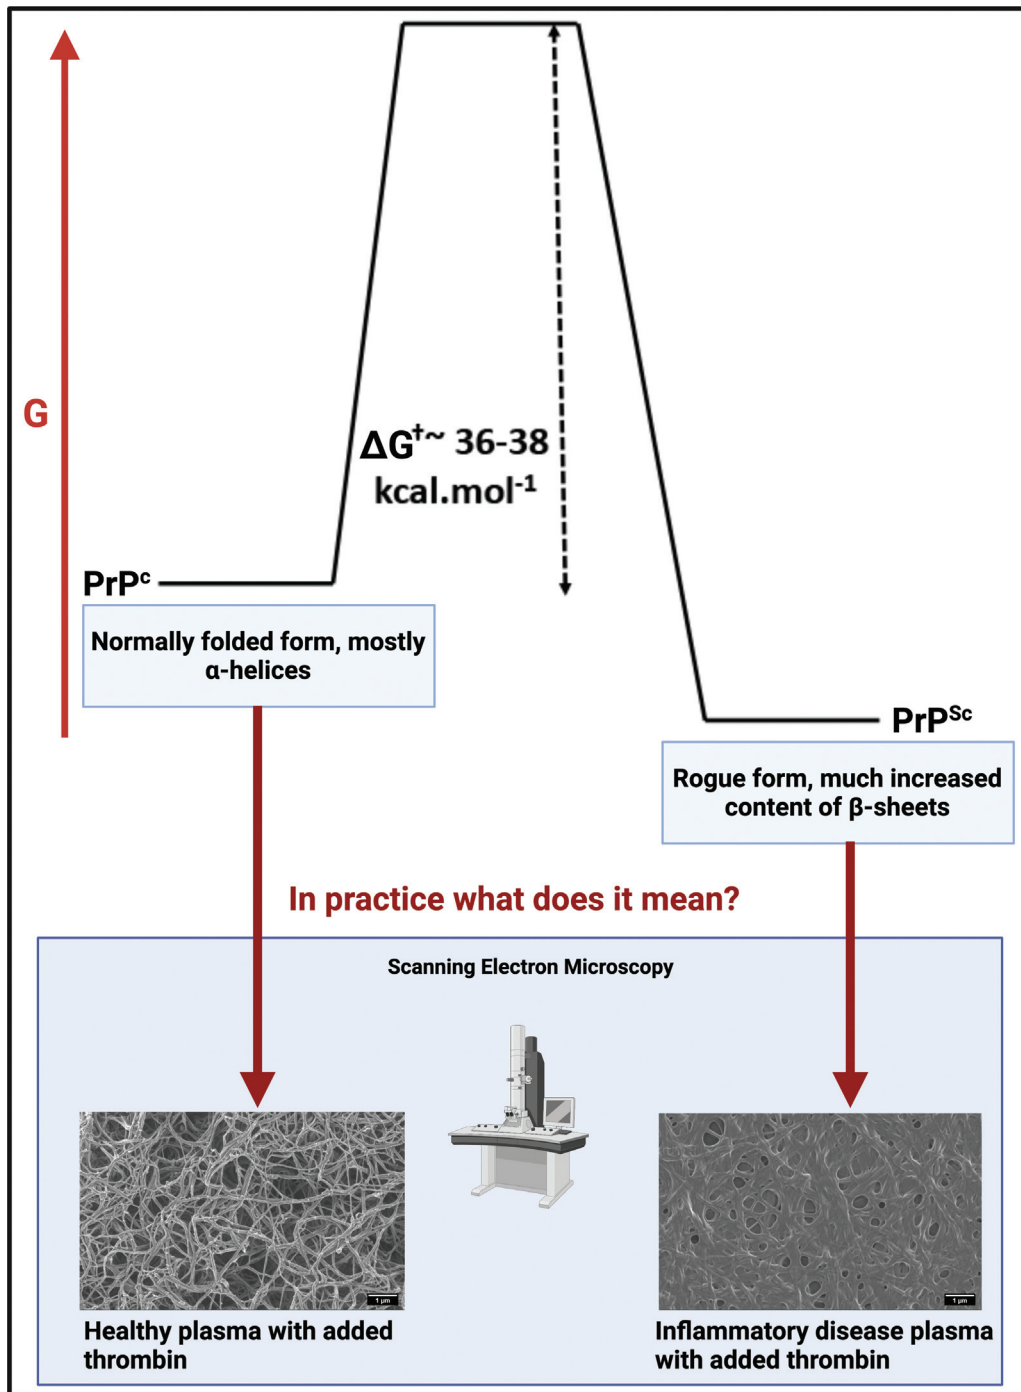 G
ΔG†~ 36-38
kcal.mol-1
PrPc
Normally folded form, mostly
α-helices
PrPSc
Rogue form, much increased
content of β-sheets
In practice what does it mean?
Scanning Electron Microscopy
1 µm
1 µm
Healthy plasma with added
thrombin
Inflammatory disease plasma
with added thrombin